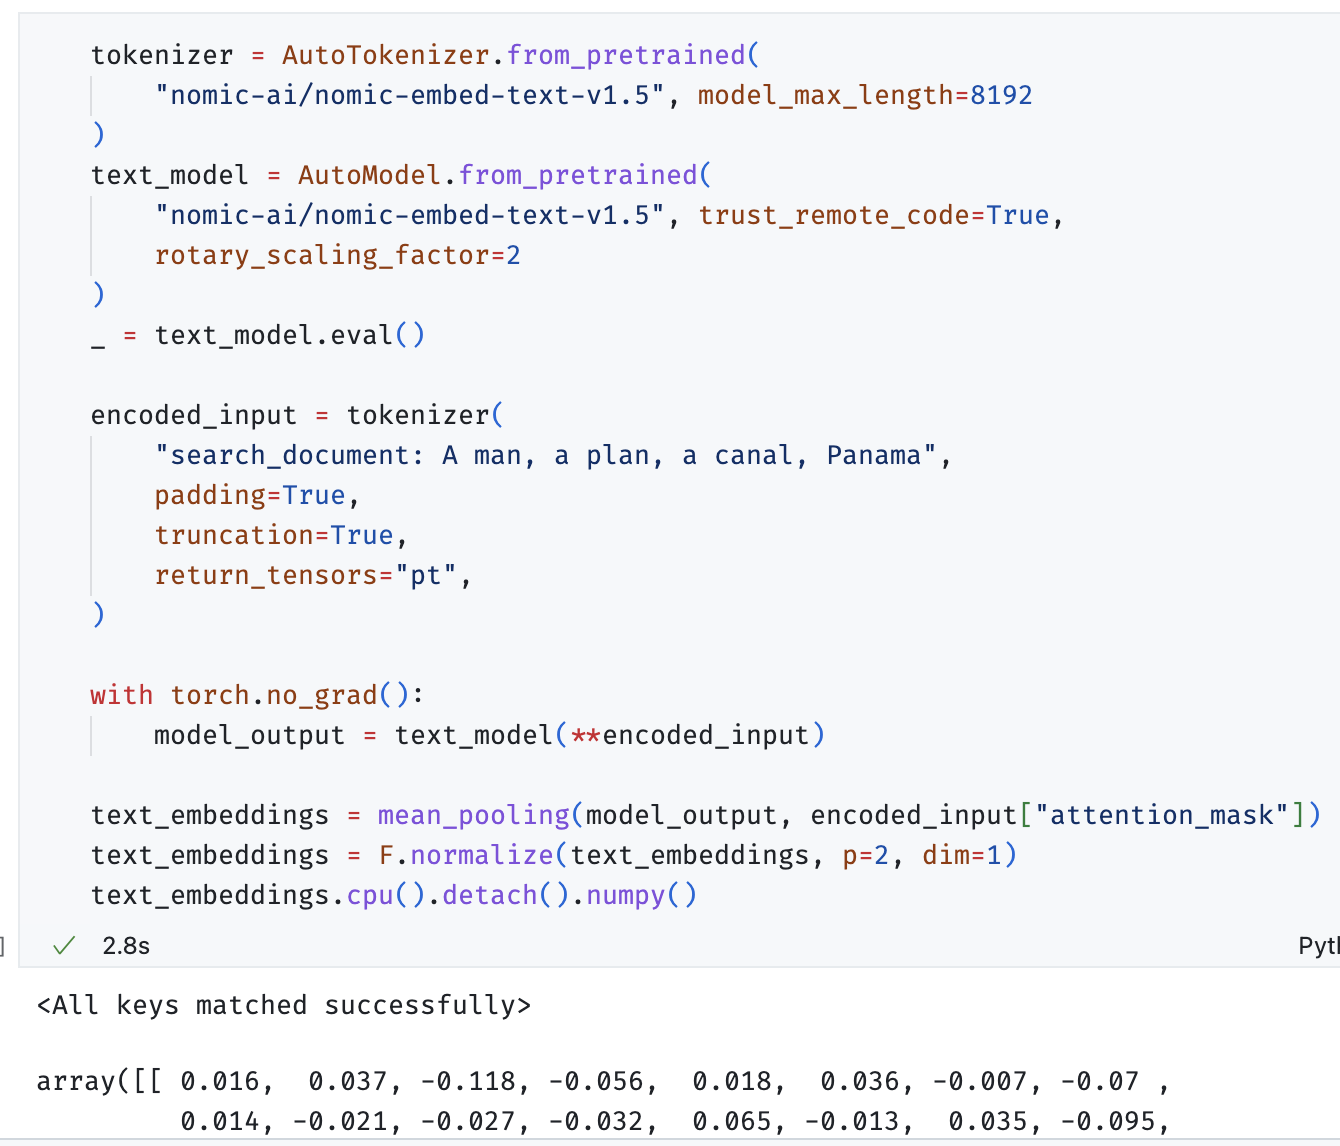 tokenizer = AutoTokenizer.from_pretrained(
    "nomic-ai/nomic-embed-text-v1.5", model_max_length=8192
)
text_model = AutoModel.from_pretrained(
    "nomic-ai/nomic-embed-text-v1.5", trust_remote_code=True,
    rotary_scaling_factor=2
)
_ = text_model.eval()

encoded_input = tokenizer(
    "search_document: A man, a plan, a canal, Panama",
    padding=True,
    truncation=True,
    return_tensors="pt",
)

with torch.no_grad():
    model_output = text_model(**encoded_input)

text_embeddings = mean_pooling(model_output, encoded_input["attention_mask"])
text_embeddings = F.normalize(text_embeddings, p=2, dim=1)
text_embeddings.cpu().detach().numpy()
] ✓ 2.8s Pyth
<All keys matched successfully>

array([[ 0.016,  0.037, -0.118, -0.056,  0.018,  0.036, -0.007, -0.07 ,
         0.014, -0.021, -0.027, -0.032,  0.065, -0.013,  0.035, -0.095,